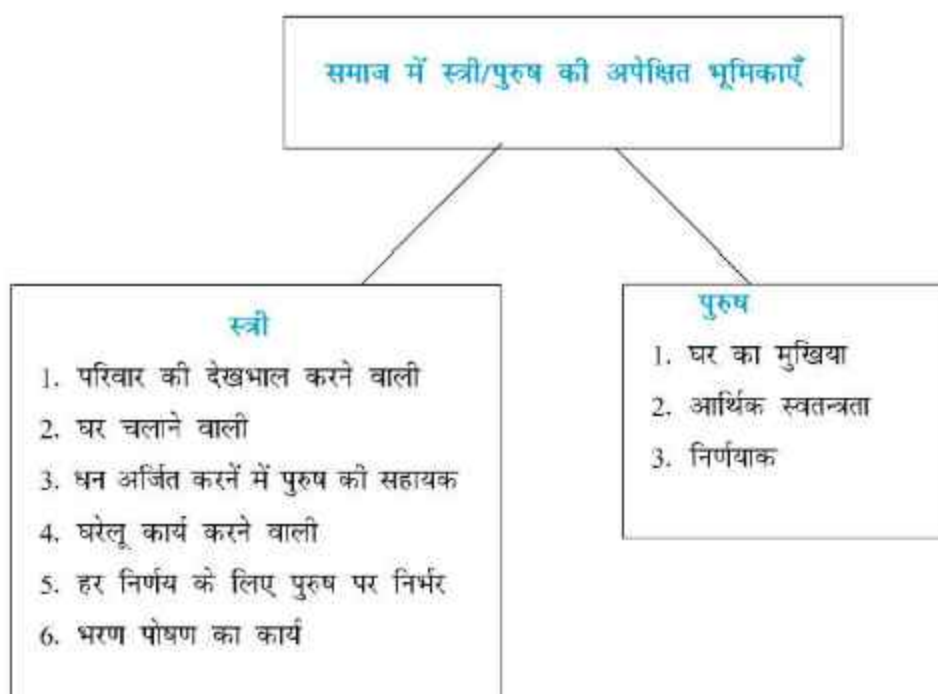 समाज में स्त्री/पुरुष की अपेक्षित भूमिकाएँ
स्त्री
1. परिवार की देखभाल करने वाली
2. घर चलाने वाली
3. धन अर्जित करनें में पुरुष की सहायक
4. घरेलू कार्य करने वाली
5. हर निर्णय के लिए पुरुष पर निर्भर
6. भरण पोषण का कार्य
पुरुष
1. घर का मुखिया
2. आर्थिक स्वतन्त्रता
3. निर्णयाक